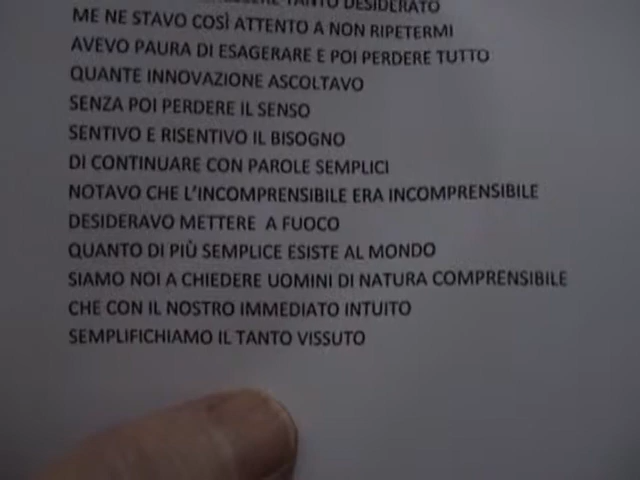 TANTO DESIDERATO
ME NE STAVO COSÌ ATTENTO A NON RIPETERMI
AVEVO PAURA DI ESAGERARE E POI PERDERE TUTTO
QUANTE INNOVAZIONE ASCOLTAVO
SENZA POI PERDERE IL SENSO
SENTIVO E RISENTIVO IL BISOGNO
DI CONTINUARE CON PAROLE SEMPLICI
NOTAVO CHE L'INCOMPRENSIBILE ERA INCOMPRENSIBILE
DESIDERAVO METTERE A FUOCO
QUANTO DI PIÙ SEMPLICE ESISTE AL MONDO
SIAMO NOI A CHIEDERE UOMINI DI NATURA COMPRENSIBILE
CHE CON IL NOSTRO IMMEDIATO INTUITO
SEMPLIFICHIAMO IL TANTO VISSUTO